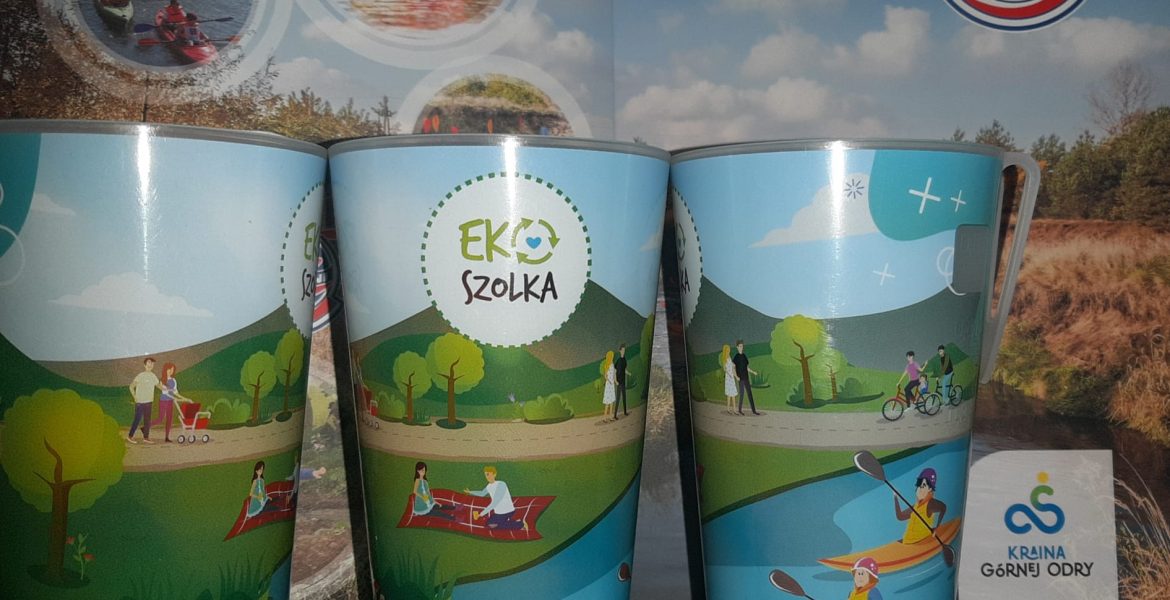 EKO
SZOLKA
KRAINA
GÓRNEJ ODRY